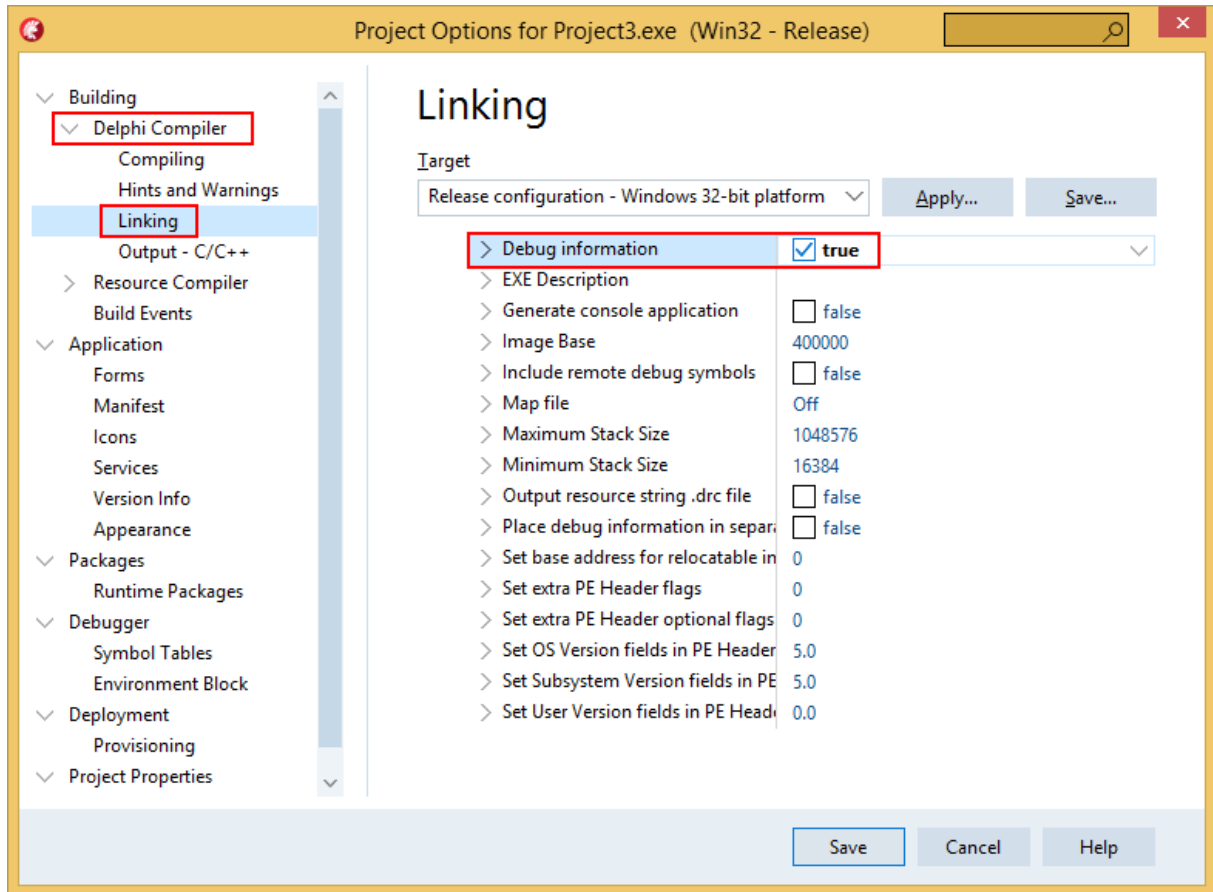 Project Options for Project3.exe (Win32 - Release)
Building
Delphi Compiler
Compiling
Hints and Warnings
Linking
Output - C/C++
Resource Compiler
Build Events
Application
Forms
Manifest
Icons
Services
Version Info
Appearance
Packages
Runtime Packages
Debugger
Symbol Tables
Environment Block
Deployment
Provisioning
Project Properties
Linking
Target
Release configuration - Windows 32-bit platform Apply... Save...
Debug information true
EXE Description
Generate console application false
Image Base 400000
Include remote debug symbols false
Map file Off
Maximum Stack Size 1048576
Minimum Stack Size 16384
Output resource string .drc file false
Place debug information in separa false
Set base address for relocatable in 0
Set extra PE Header flags 0
Set extra PE Header optional flags 0
Set OS Version fields in PE Header 5.0
Set Subsystem Version fields in PE 5.0
Set User Version fields in PE Head 0.0
Save Cancel Help